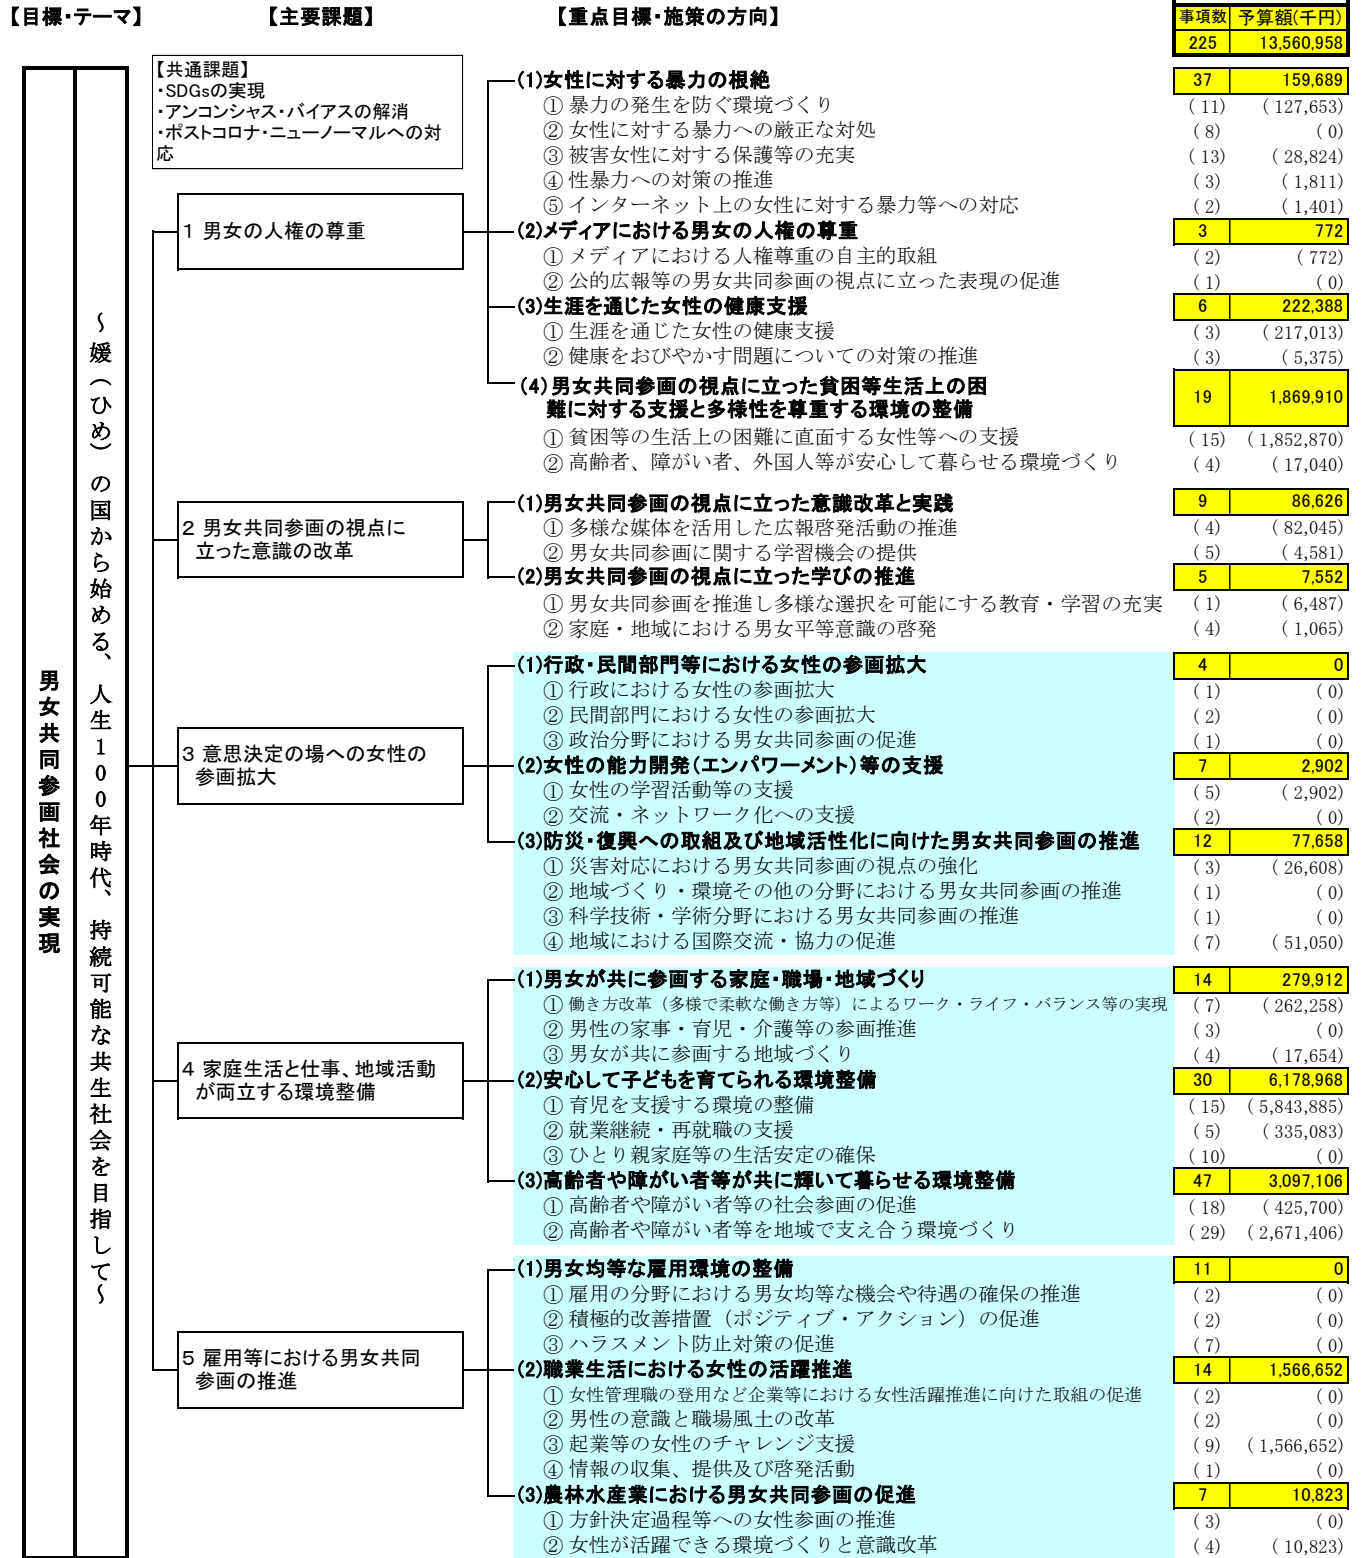 【目標・テーマ】 【主要課題】 【重点目標・施策の方向】 事項数 予算額(千円)
225 13,560,958
【共通課題】
・SDGsの実現
・アンコンシャス・バイアスの解消
・ポストコロナ・ニューノーマルへの対
応
男女共同参画社会の実現
～媛（ひめ）の国から始める、人生100年時代、持続可能な共生社会を目指して～
1 男女の人権の尊重
(1)女性に対する暴力の根絶 37 159,689
① 暴力の発生を防ぐ環境づくり ( 11) ( 127,653)
② 女性に対する暴力への厳正な対処 ( 8) ( 0)
③ 被害女性に対する保護等の充実 ( 13) ( 28,824)
④ 性暴力への対策の推進 ( 3) ( 1,811)
⑤ インターネット上の女性に対する暴力等への対応 ( 2) ( 1,401)
(2)メディアにおける男女の人権の尊重 3 772
① メディアにおける人権尊重の自主的取組 ( 2) ( 772)
② 公的広報等の男女共同参画の視点に立った表現の促進 ( 1) ( 0)
(3)生涯を通じた女性の健康支援 6 222,388
① 生涯を通じた女性の健康支援 ( 3) ( 217,013)
② 健康をおびやかす問題についての対策の推進 ( 3) ( 5,375)
(4)男女共同参画の視点に立った貧困等生活上の困
難に対する支援と多様性を尊重する環境の整備 19 1,869,910
① 貧困等の生活上の困難に直面する女性等への支援 ( 15) ( 1,852,870)
② 高齢者、障がい者、外国人等が安心して暮らせる環境づくり ( 4) ( 17,040)
2 男女共同参画の視点に
立った意識の改革
(1)男女共同参画の視点に立った意識改革と実践 9 86,626
① 多様な媒体を活用した広報啓発活動の推進 ( 4) ( 82,045)
② 男女共同参画に関する学習機会の提供 ( 5) ( 4,581)
(2)男女共同参画の視点に立った学びの推進 5 7,552
① 男女共同参画を推進し多様な選択を可能にする教育・学習の充実 ( 1) ( 6,487)
② 家庭・地域における男女平等意識の啓発 ( 4) ( 1,065)
3 意思決定の場への女性の
参画拡大
(1)行政・民間部門等における女性の参画拡大 4 0
① 行政における女性の参画拡大 ( 1) ( 0)
② 民間部門における女性の参画拡大 ( 2) ( 0)
③ 政治分野における男女共同参画の促進 ( 1) ( 0)
(2)女性の能力開発(エンパワーメント)等の支援 7 2,902
① 女性の学習活動等の支援 ( 5) ( 2,902)
② 交流・ネットワーク化への支援 ( 2) ( 0)
(3)防災・復興への取組及び地域活性化に向けた男女共同参画の推進 12 77,658
① 災害対応における男女共同参画の視点の強化 ( 3) ( 26,608)
② 地域づくり・環境その他の分野における男女共同参画の推進 ( 1) ( 0)
③ 科学技術・学術分野における男女共同参画の推進 ( 1) ( 0)
④ 地域における国際交流・協力の促進 ( 7) ( 51,050)
4 家庭生活と仕事、地域活動
が両立する環境整備
(1)男女が共に参画する家庭・職場・地域づくり 14 279,912
① 働き方改革（多様で柔軟な働き方等）によるワーク・ライフ・バランス等の実現 ( 7) ( 262,258)
② 男性の家事・育児・介護等の参画推進 ( 3) ( 0)
③ 男女が共に参画する地域づくり ( 4) ( 17,654)
(2)安心して子どもを育てられる環境整備 30 6,178,968
① 育児を支援する環境の整備 ( 15) ( 5,843,885)
② 就業継続・再就職の支援 ( 5) ( 335,083)
③ ひとり親家庭等の生活安定の確保 ( 10) ( 0)
(3)高齢者や障がい者等が共に輝いて暮らせる環境整備 47 3,097,106
① 高齢者や障がい者等の社会参画の促進 ( 18) ( 425,700)
② 高齢者や障がい者等を地域で支え合う環境づくり ( 29) ( 2,671,406)
5 雇用等における男女共同
参画の推進
(1)男女均等な雇用環境の整備 11 0
① 雇用の分野における男女均等な機会や待遇の確保の推進 ( 2) ( 0)
② 積極的改善措置（ポジティブ・アクション）の促進 ( 2) ( 0)
③ ハラスメント防止対策の促進 ( 7) ( 0)
(2)職業生活における女性の活躍推進 14 1,566,652
① 女性管理職の登用など企業等における女性活躍推進に向けた取組の促進 ( 2) ( 0)
② 男性の意識と職場風土の改革 ( 2) ( 0)
③ 起業等の女性のチャレンジ支援 ( 9) ( 1,566,652)
④ 情報の収集、提供及び啓発活動 ( 1) ( 0)
(3)農林水産業における男女共同参画の促進 7 10,823
① 方針決定過程等への女性参画の推進 ( 3) ( 0)
② 女性が活躍できる環境づくりと意識改革 ( 4) ( 10,823)